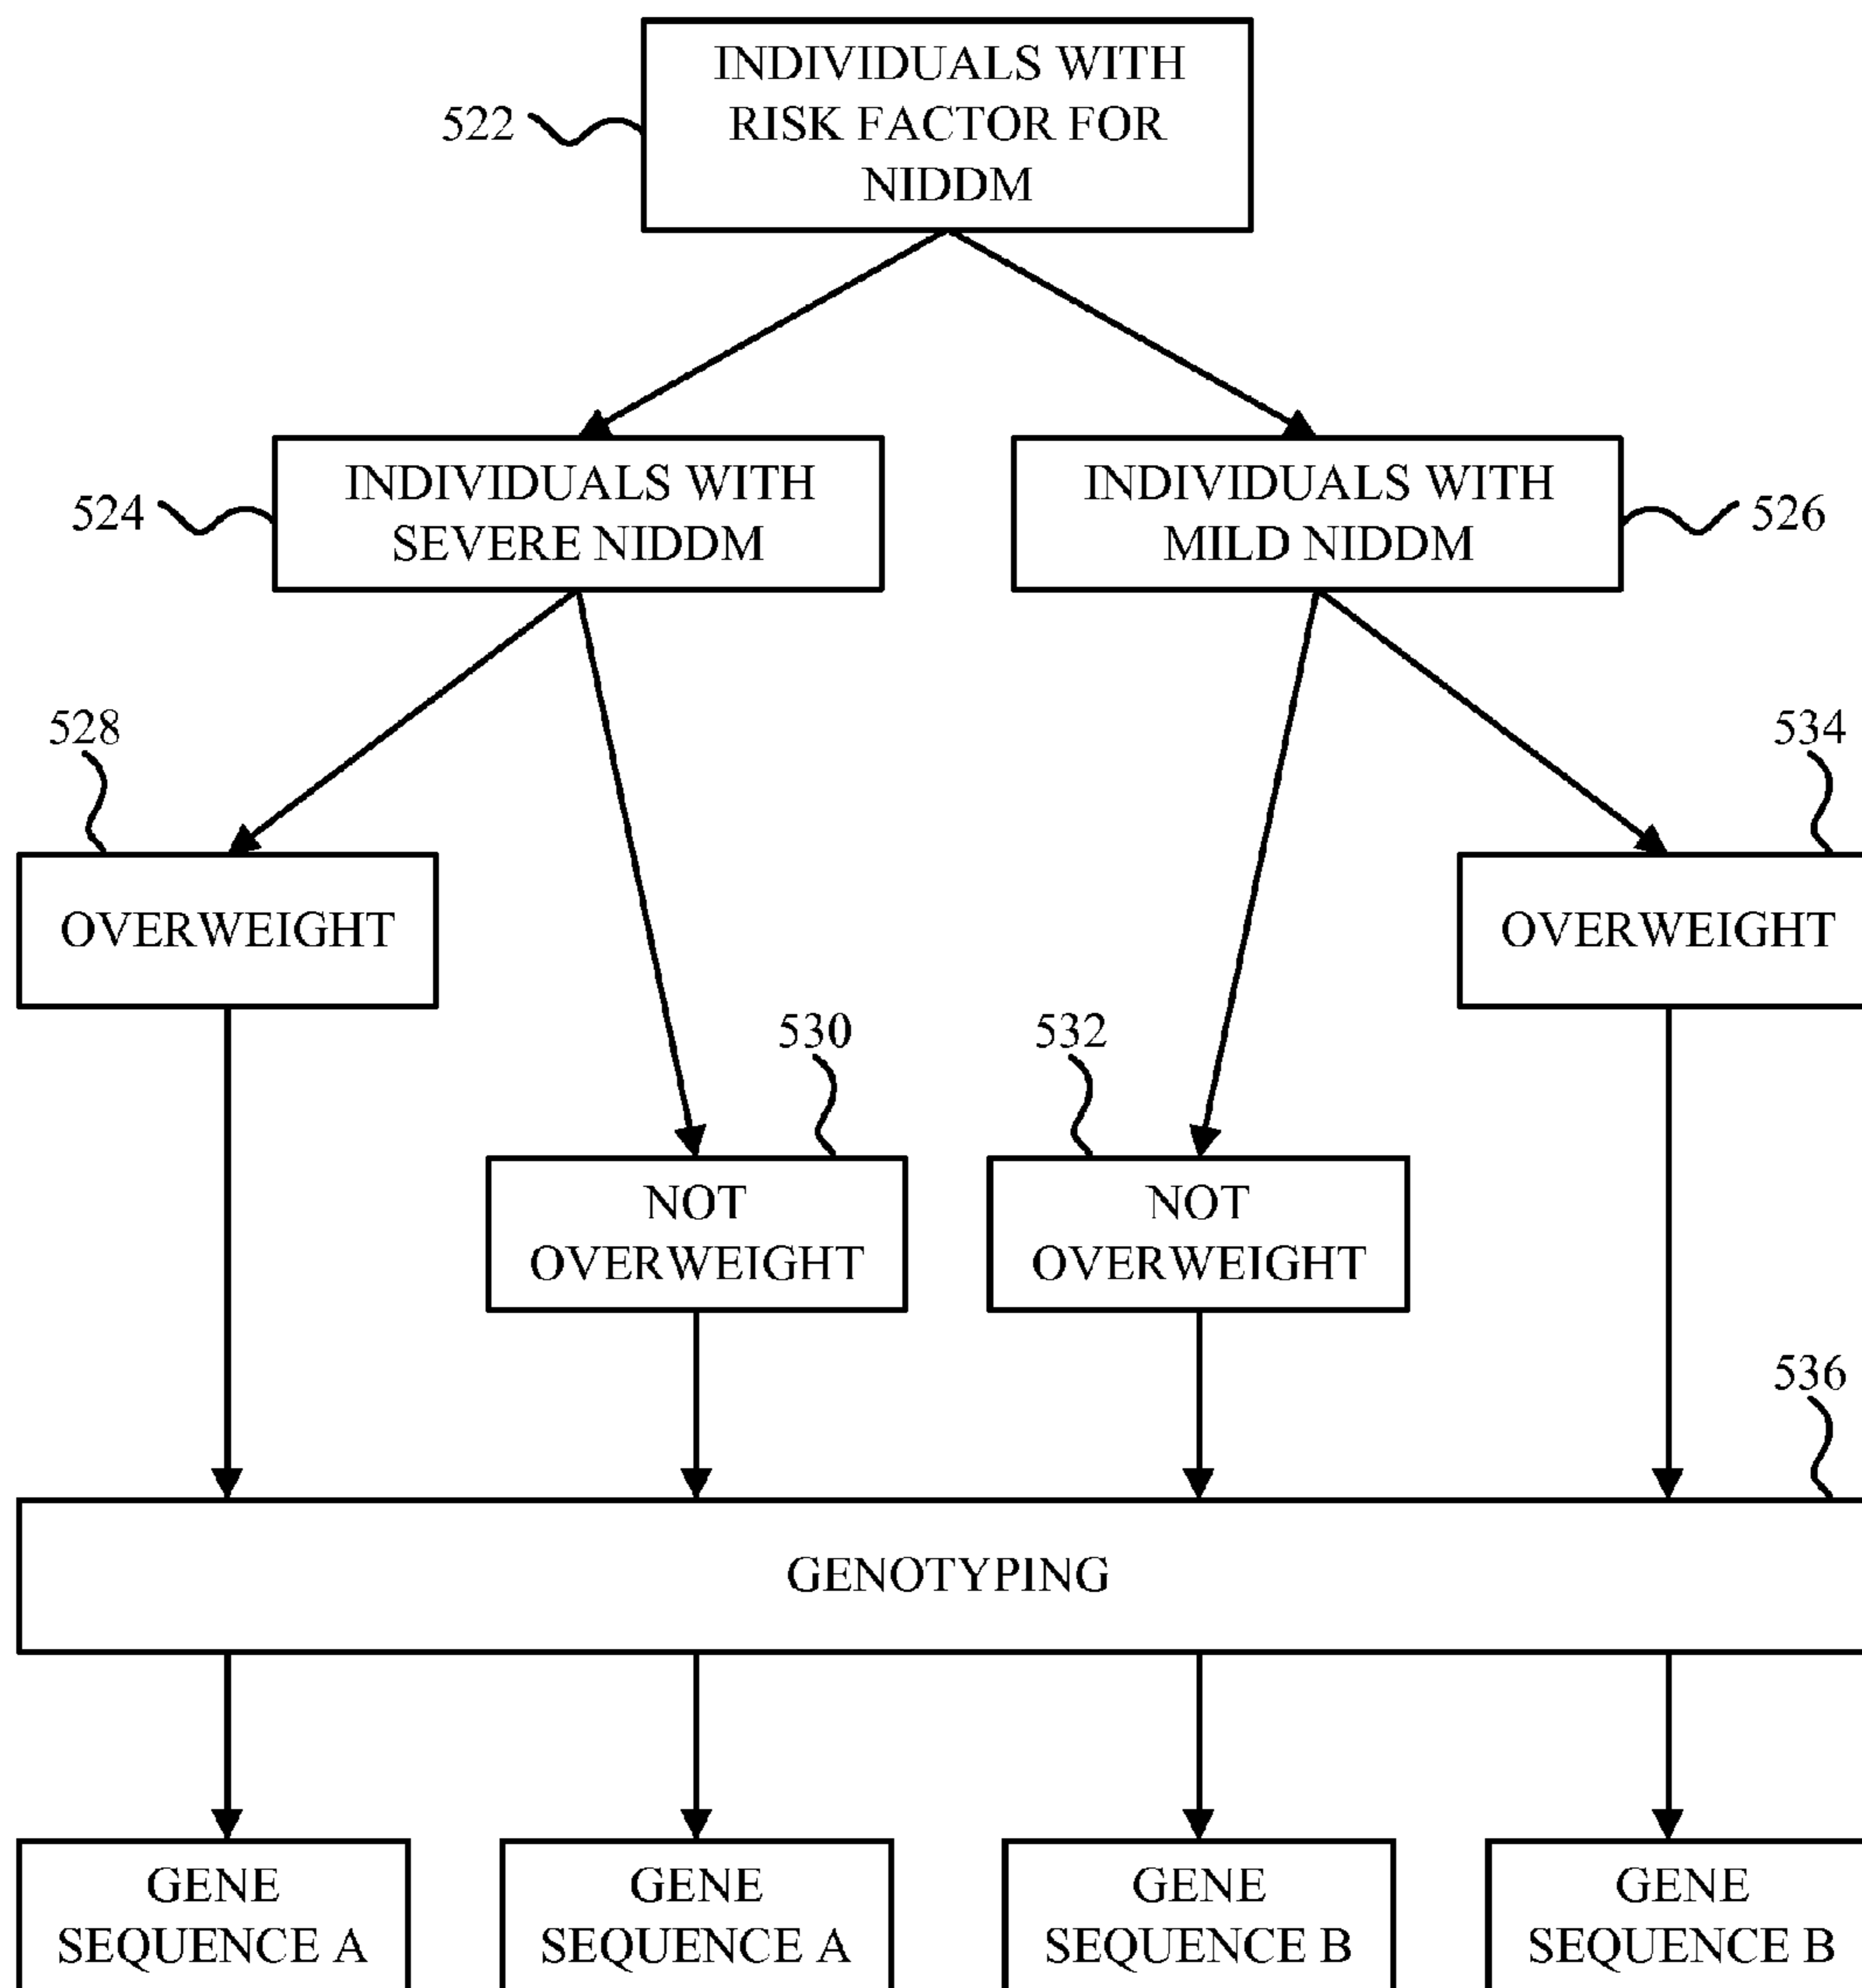 INDIVIDUALS WITH
RISK FACTOR FOR
NIDDM
522
INDIVIDUALS WITH
SEVERE NIDDM
524
INDIVIDUALS WITH
MILD NIDDM
526
528
534
OVERWEIGHT
OVERWEIGHT
530
532
NOT
OVERWEIGHT
NOT
OVERWEIGHT
536
GENOTYPING
GENE
SEQUENCE A
GENE
SEQUENCE A
GENE
SEQUENCE B
GENE
SEQUENCE B